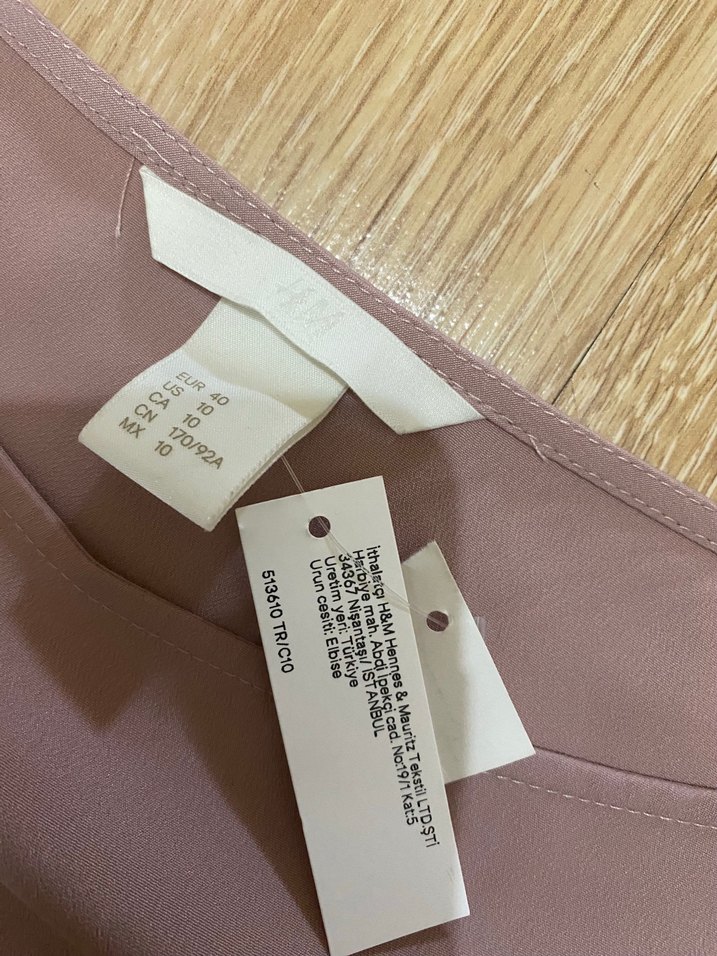 H&M
EUR 40
US 10
CA 10
CN 170/92A
MX 10
İthalatçı H&M Hennes & Mauritz Tekstil LTD.ŞTİ
Harbiye mah. Abdi İpekçi cad. No:19/1 Kat:5
34367 Nişantaşı/ İSTANBUL
Üretim yeri: Türkiye
Ürün çeşiti: Elbise
513610 TR/C10